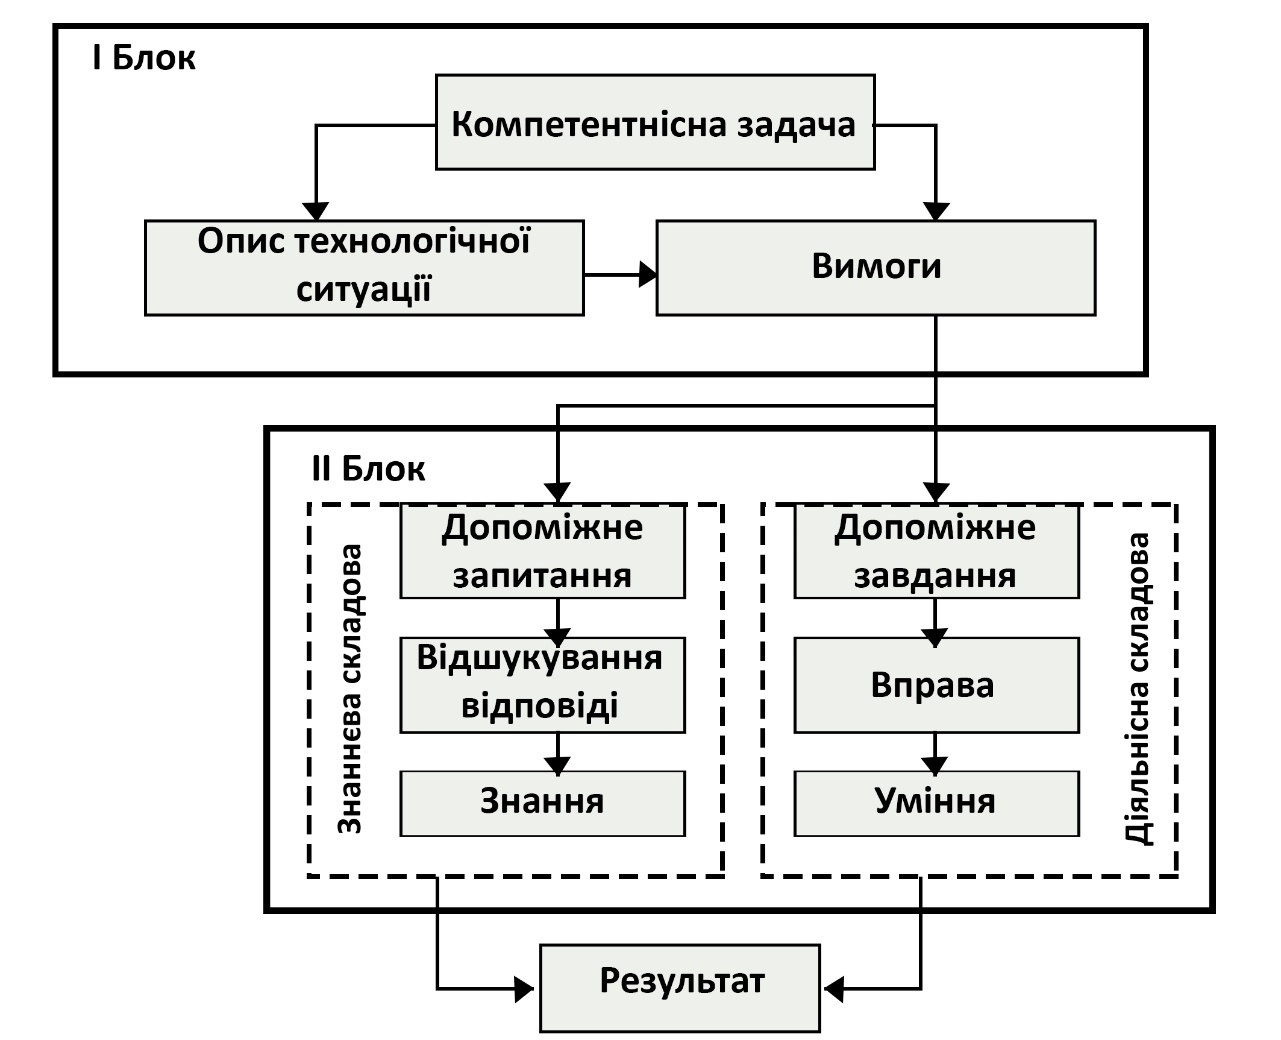 І Блок
Компетентнісна задача
Опис технологічної
ситуації
Вимоги
ІІ Блок
Знаннєва складова
Допоміжне
запитання
Відшукування
відповіді
Знання
Допоміжне
завдання
Вправа
Уміння
Діяльнісна складова
Результат